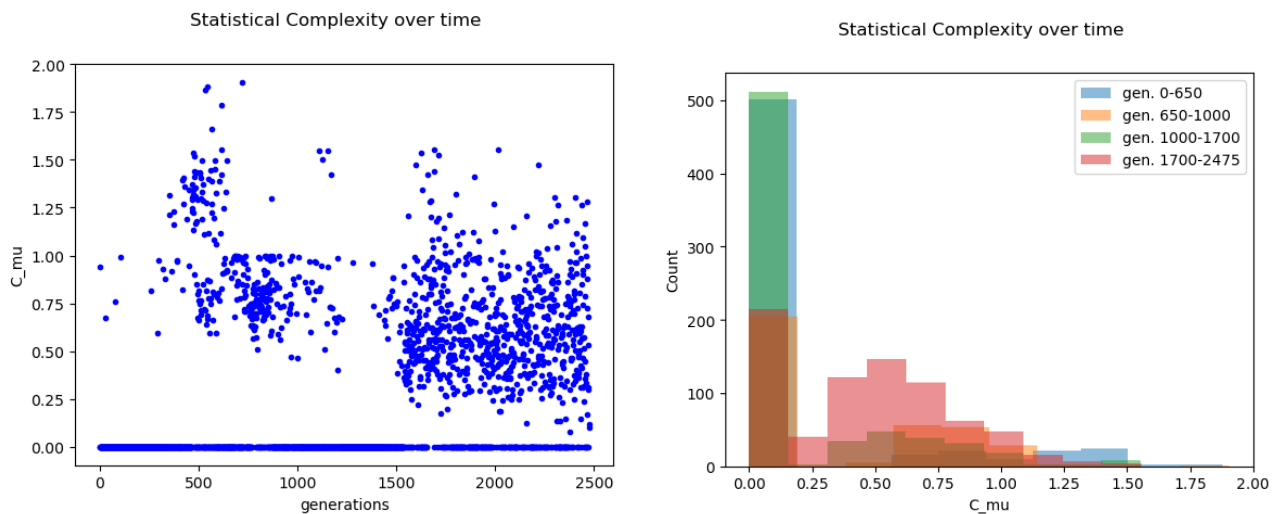 Statistical Complexity over time
2.00
1.75
1.50
1.25
1.00
0.75
0.50
0.25
0.00
C_mu
0 500 1000 1500 2000 2500
generations
Statistical Complexity over time
gen. 0-650
gen. 650-1000
gen. 1000-1700
gen. 1700-2475
500
400
300
200
100
0
Count
0.00 0.25 0.50 0.75 1.00 1.25 1.50 1.75 2.00
C_mu